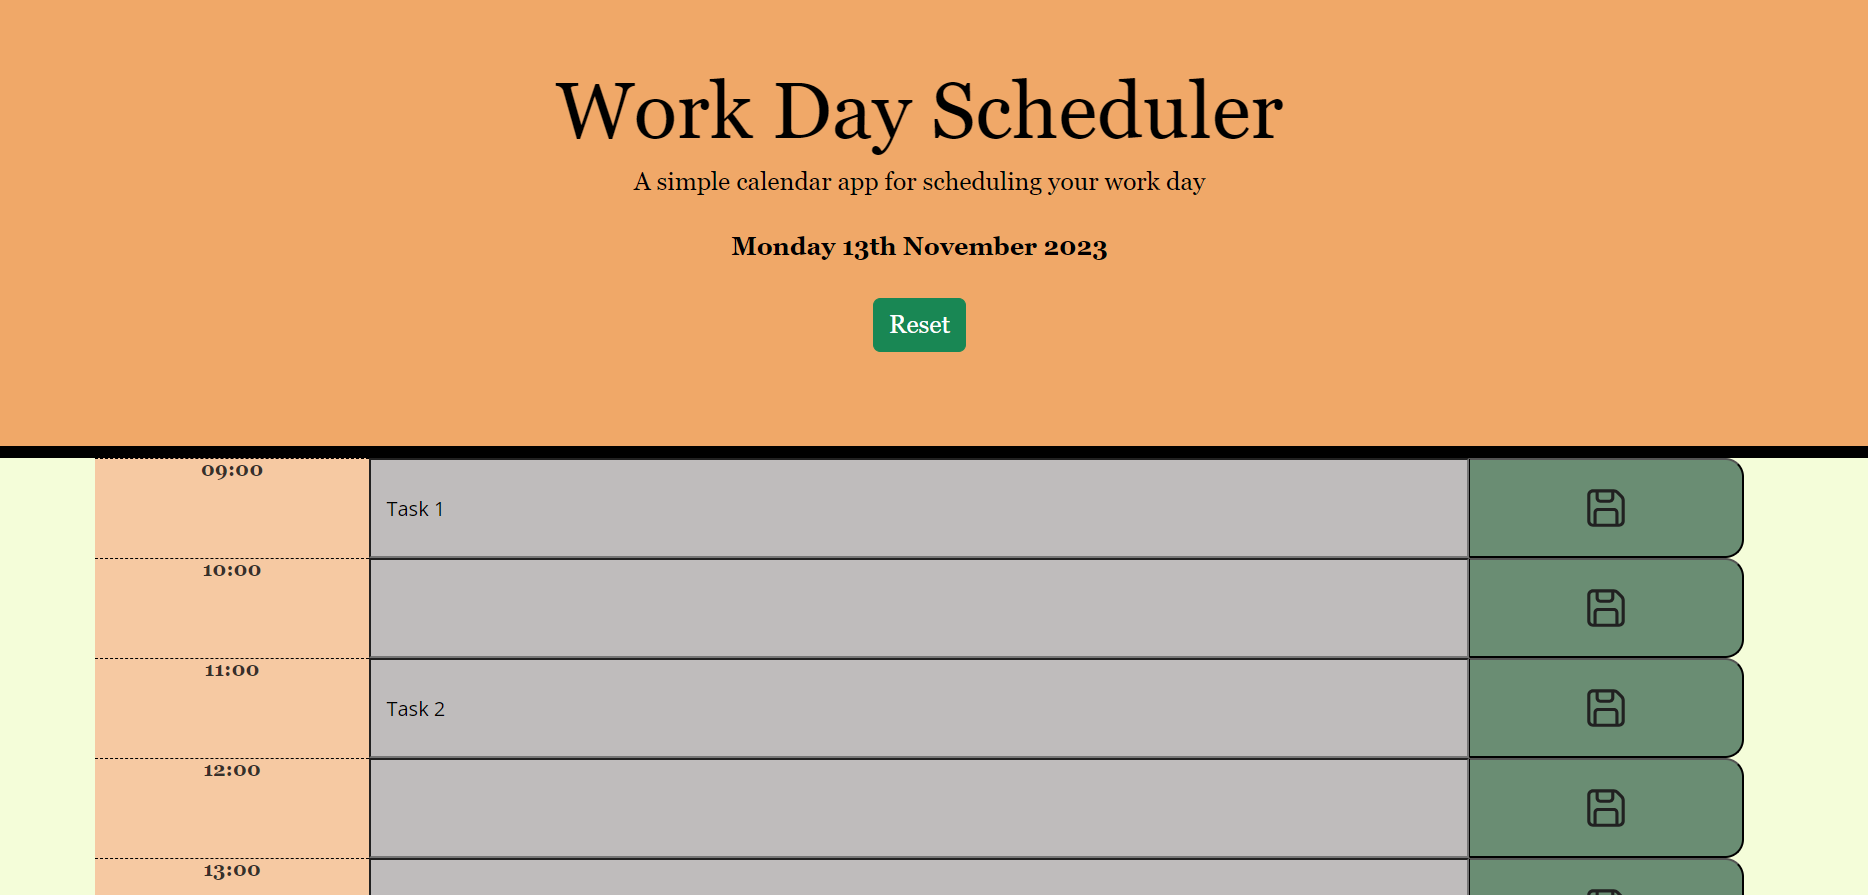 Work Day Scheduler
A simple calendar app for scheduling your work day
Monday 13th November 2023
Reset
09:00
Task 1
10:00
11:00
Task 2
12:00
13:00